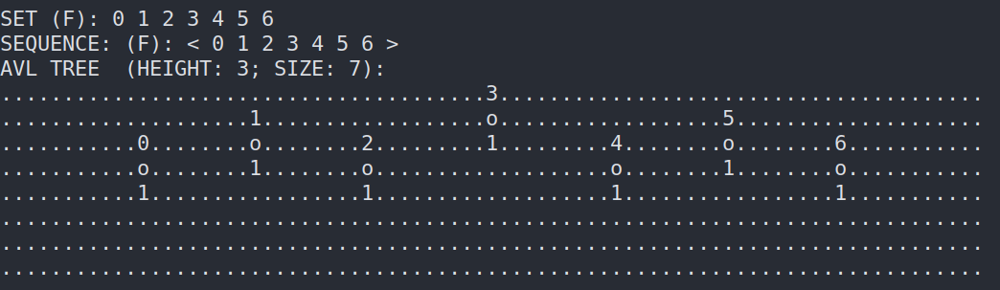 SET (F): 0 1 2 3 4 5 6
SEQUENCE: (F): < 0 1 2 3 4 5 6 >
AVL TREE  (HEIGHT: 3; SIZE: 7):
.......................................3.......................................
....................1..................o..................5....................
...........0........o........2.........1.........4........o........6...........
...........o........1........o...................o........1........o...........
...........1.................1...................1.................1...........
...............................................................................
...............................................................................
...............................................................................